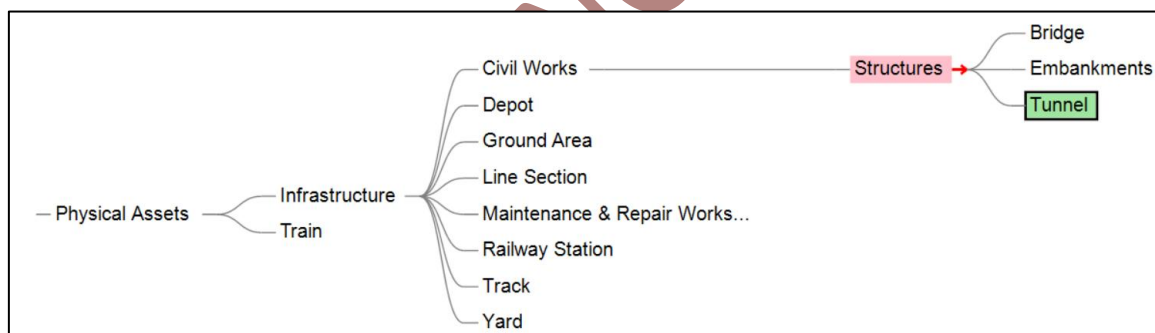 Bridge
Civil Works
Structures
Embankments
Depot
Tunnel
Ground Area
Line Section
Infrastructure
Physical Assets
Maintenance & Repair Works...
Train
Railway Station
Track
Yard